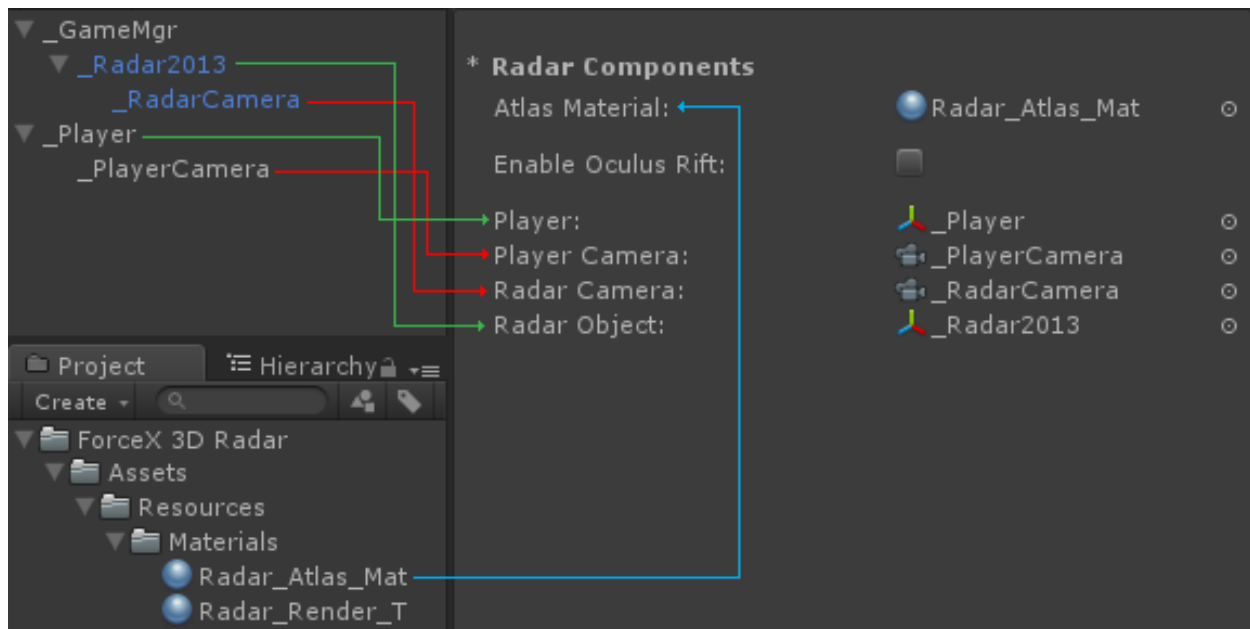 _GameMgr
_Radar2013
_RadarCamera
_Player
_PlayerCamera
Project
Hierarchy
Create
ForceX 3D Radar
Assets
Resources
Materials
Radar_Atlas_Mat
Radar_Render_T
* Radar Components
Atlas Material: Radar_Atlas_Mat
Enable Oculus Rift:
Player: _Player
Player Camera: _PlayerCamera
Radar Camera: _RadarCamera
Radar Object: _Radar2013